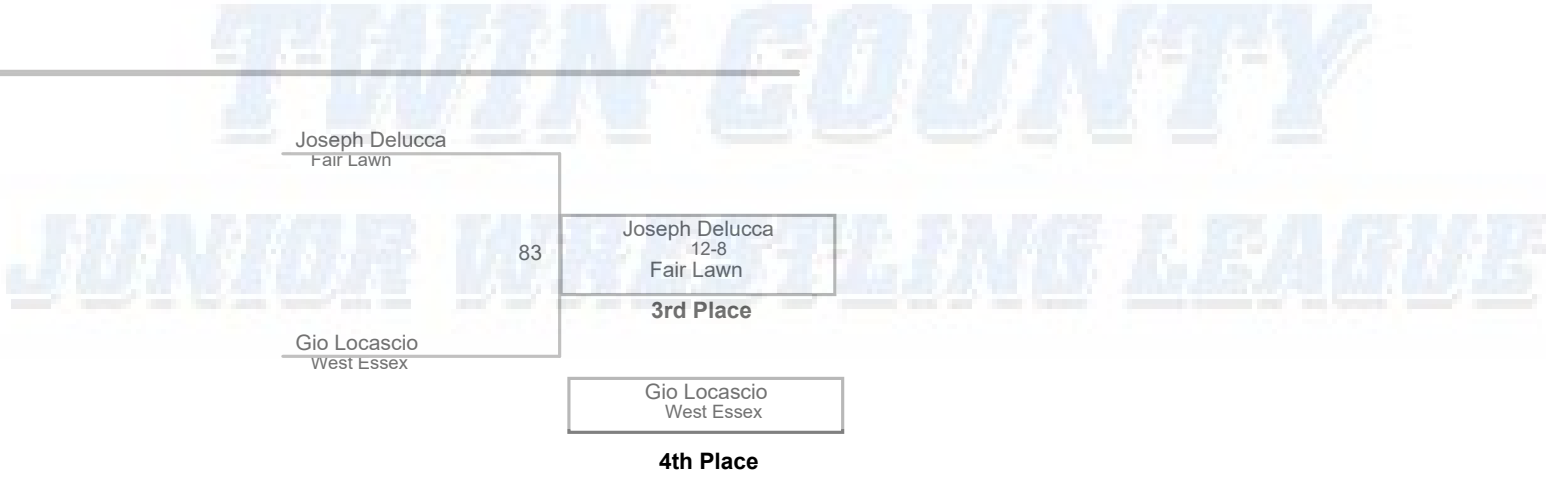 TWIN COUNTY
Joseph Delucca
Fair Lawn
JUNIOR WRESTLING LEAGUE
83
Joseph Delucca
12-8
Fair Lawn
3rd Place
Gio Locascio
West Essex
Gio Locascio
West Essex
4th Place